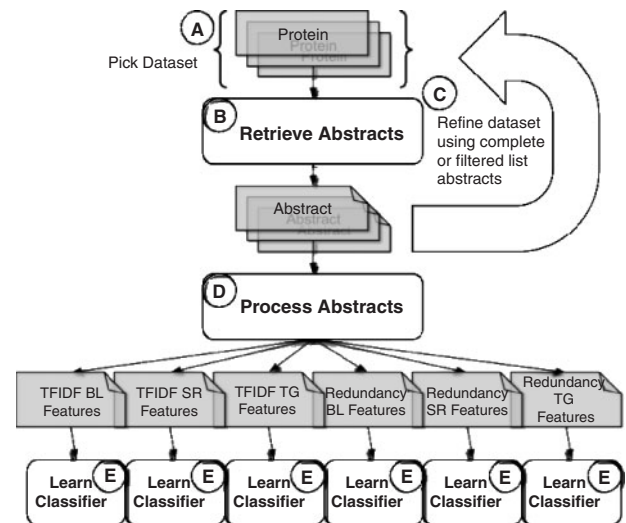 A
Pick Dataset
Protein
Protein
Protein
B
Retrieve Abstracts
C
Refine dataset
using complete
or filtered list
abstracts
Abstract
Abstract
Abstract
D
Process Abstracts
TFIDF BL
Features
TFIDF SR
Features
TFIDF TG
Features
Redundancy
BL Features
Redundancy
SR Features
Redundancy
TG
Features
Learn
Classifier
E
Learn
Classifier
E
Learn
Classifier
E
Learn
Classifier
E
Learn
Classifier
E
Learn
Classifier
E